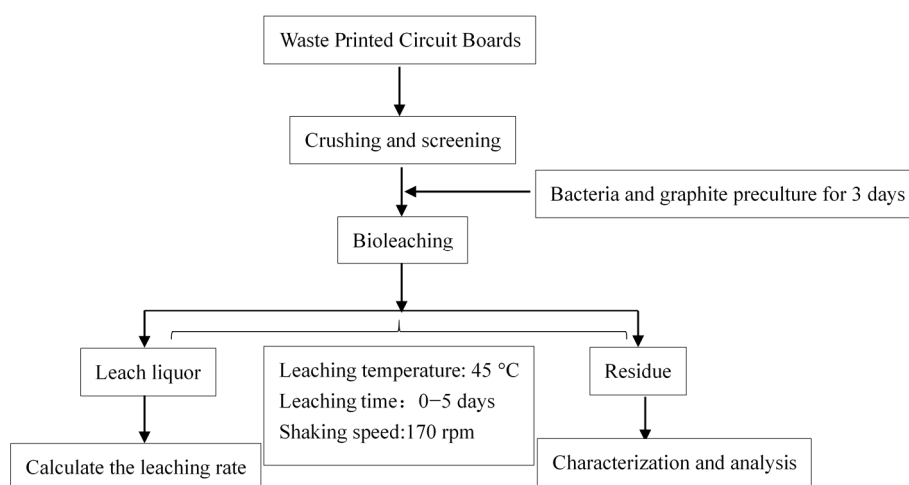 Waste Printed Circuit Boards
Crushing and screening
Bacteria and graphite preculture for 3 days
Bioleaching
Leach liquor
Leaching temperature: 45 °C
Leaching time：0−5 days
Shaking speed:170 rpm
Residue
Calculate the leaching rate
Characterization and analysis